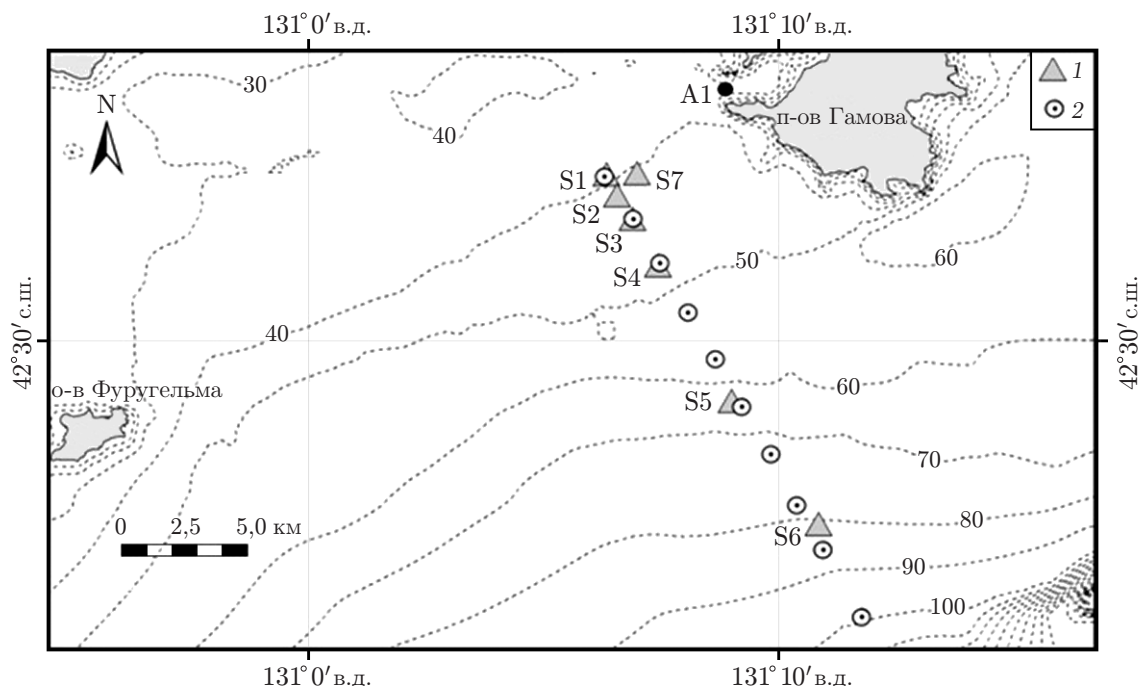 131°0′ в.д.
131°10′ в.д.
30
N
A1
1
40
п-ов Гамова
2
S1
S7
S2
S3
50
60
S4
42°30′ с.ш.
40
42°30′ с.ш.
о-в Фуругельма
60
S5
70
0 2,5 5,0 км
80
S6
90
100
131°0′ в.д.
131°10′ в.д.